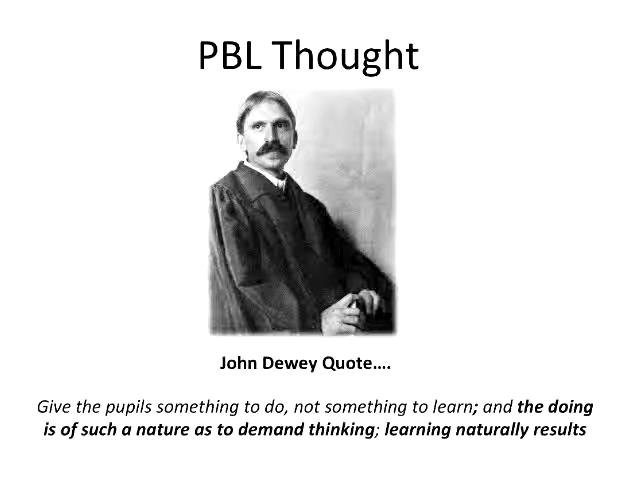 PBL Thought
John Dewey Quote....
Give the pupils something to do, not something to learn; and the doing
is of such a nature as to demand thinking; learning naturally results